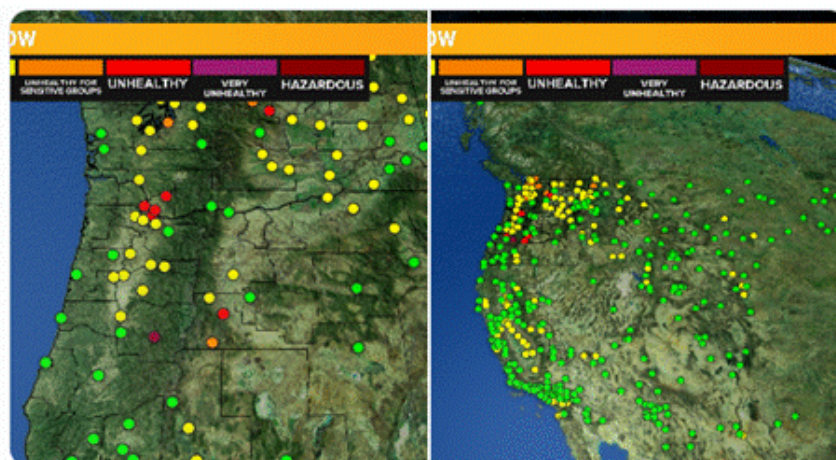 OW
UNHEALTHY FOR
SENSITIVE GROUPS
UNHEALTHY
VERY
UNHEALTHY
HAZARDOUS
OW
UNHEALTHY FOR
SENSITIVE GROUPS
UNHEALTHY
VERY
UNHEALTHY
HAZARDOUS